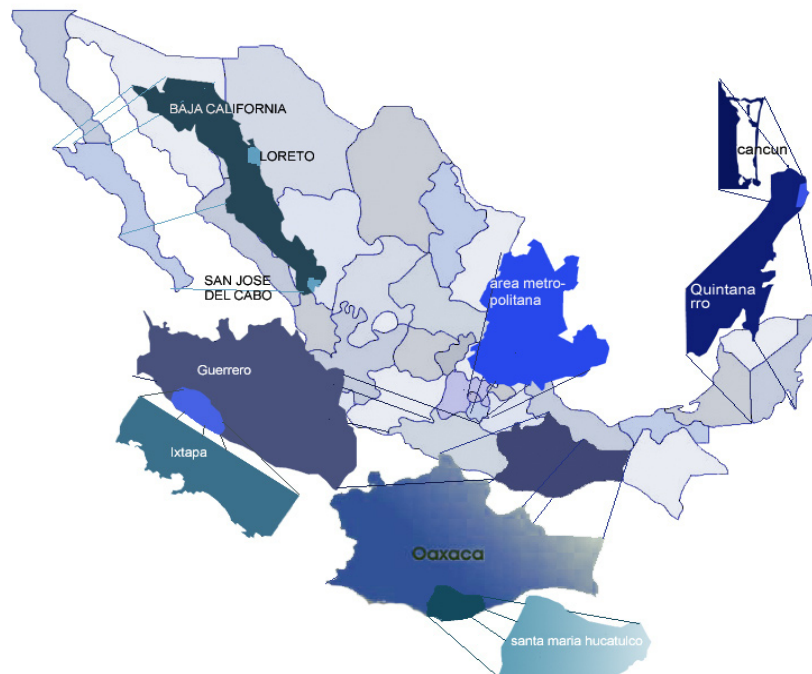 BAJA CALIFORNIA
LORETO
cancun
SAN JOSE
DEL CABO
area metro-
politana
Quintana
rro
Guerrero
Ixtapa
Oaxaca
santa maria hucatulco